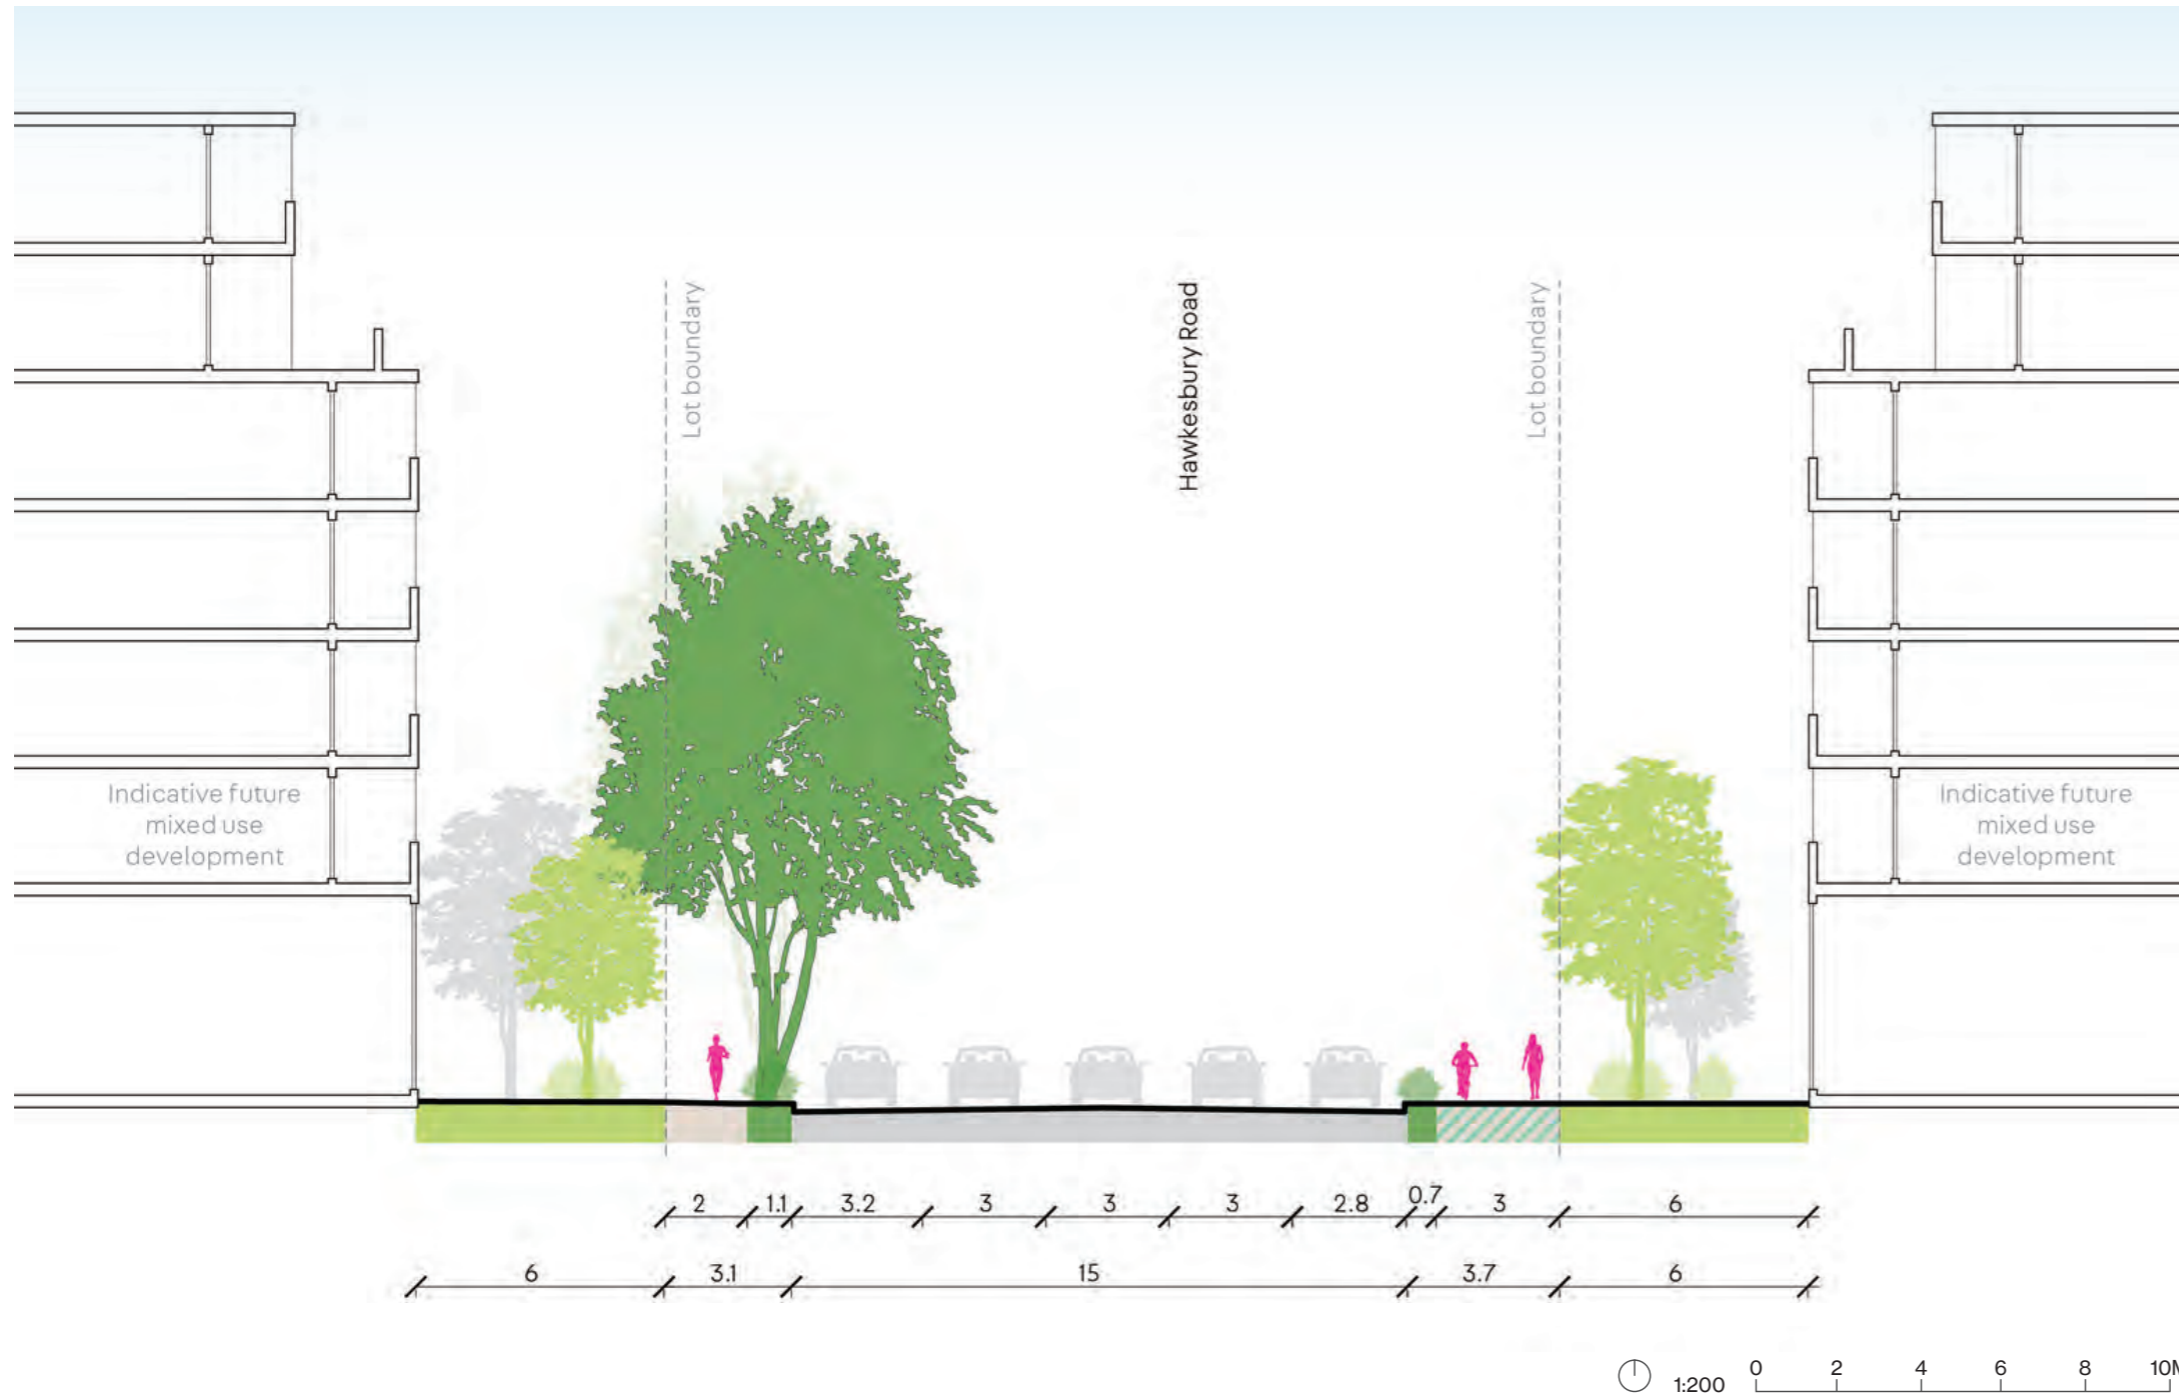 Lot boundary
Hawkesbury Road
Lot boundary
Indicative future
mixed use
development
Indicative future
mixed use
development
2 1.1 3.2 3 3 3 2.8 0.7 3 6
6 3.1 15 3.7 6
1:200 0 2 4 6 8 10M